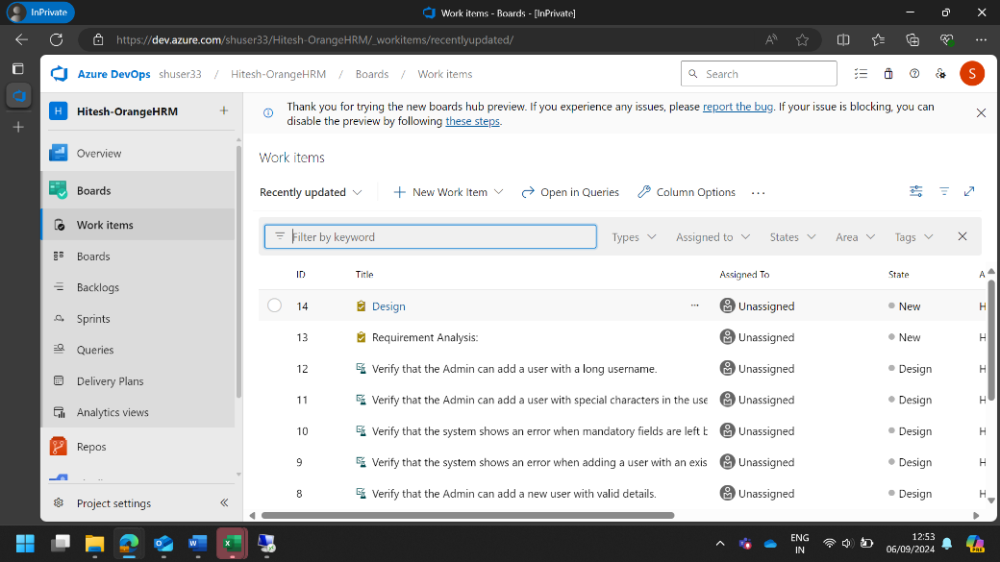 InPrivate
Work items - Boards - [InPrivate]
https://dev.azure.com/shuser33/Hitesh-OrangeHRM/_workitems/recentlyupdated/
Azure DevOps shuser33 / Hitesh-OrangeHRM / Boards / Work items
Search
S
H Hitesh-OrangeHRM
Thank you for trying the new boards hub preview. If you experience any issues, please report the bug. If your issue is blocking, you can
disable the preview by following these steps.
Overview
Boards
Work items
Boards
Backlogs
Sprints
Queries
Delivery Plans
Analytics views
Repos
Project settings
Work items
Recently updated
New Work Item
Open in Queries
Column Options
Filter by keyword
Types
Assigned to
States
Area
Tags
ID Title Assigned To State A
14 Design Unassigned New H
13 Requirement Analysis: Unassigned New H
12 Verify that the Admin can add a user with a long username. Unassigned Design H
11 Verify that the Admin can add a user with special characters in the use Unassigned Design H
10 Verify that the system shows an error when mandatory fields are left b Unassigned Design H
9 Verify that the system shows an error when adding a user with an exis Unassigned Design H
8 Verify that the Admin can add a new user with valid details. Unassigned Design H
ENG
IN
12:53
06/09/2024